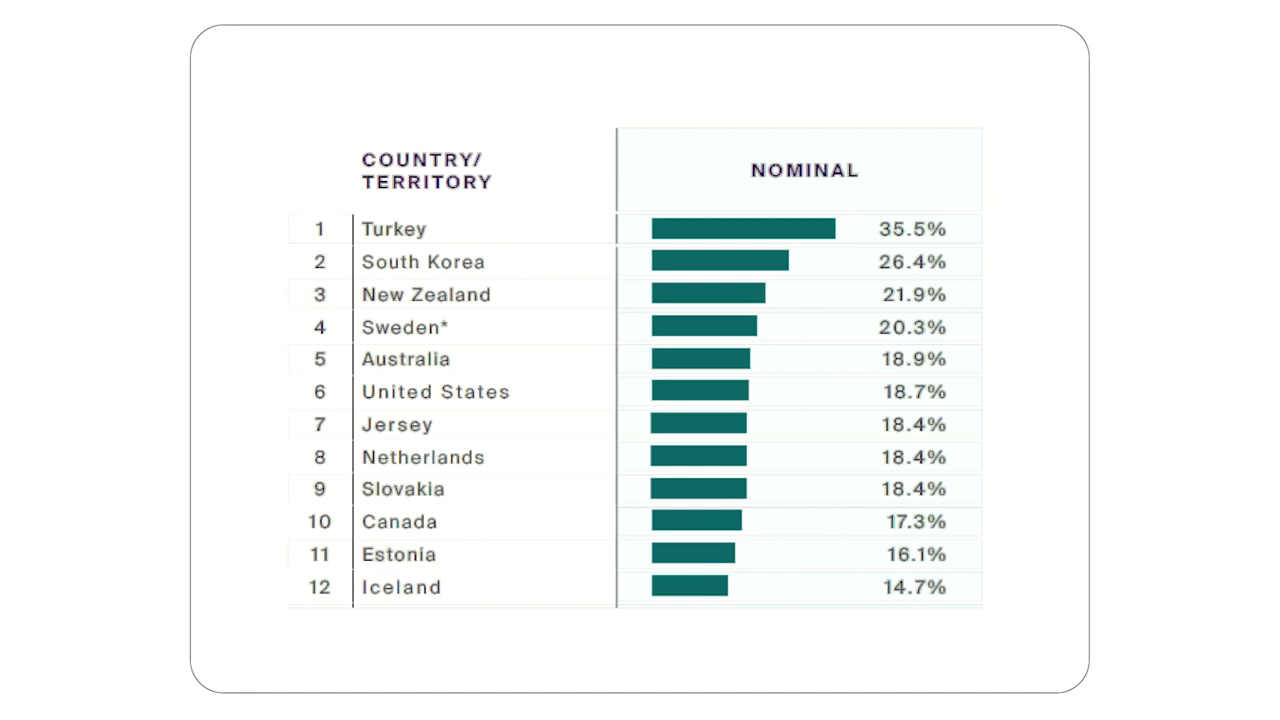 COUNTRY/
TERRITORY
NOMINAL
1 Turkey 35.5%
2 South Korea 26.4%
3 New Zealand 21.9%
4 Sweden* 20.3%
5 Australia 18.9%
6 United States 18.7%
7 Jersey 18.4%
8 Netherlands 18.4%
9 Slovakia 18.4%
10 Canada 17.3%
11 Estonia 16.1%
12 Iceland 14.7%